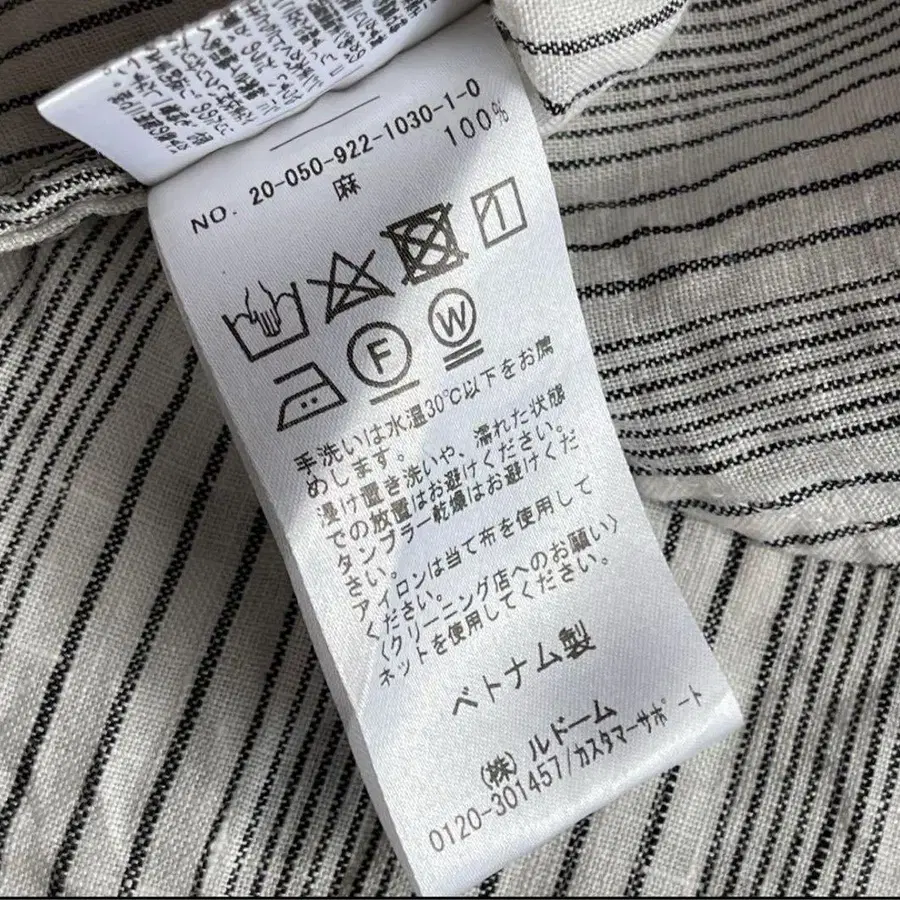 NO. 20-050-922-1030-1-0
麻 100%
F W
手洗いは水温30℃以下をお薦
めします。
浸け置き洗いや、濡れた状態
での放置はお避けください。
タンブラー乾燥はお避けくだ
さい。
アイロンは当て布を使用して
ください。
〈クリーニング店へのお願い〉
ネットを使用してください。
ベトナム製
(株) ルドーム
0120-301457/カスタマーサポート